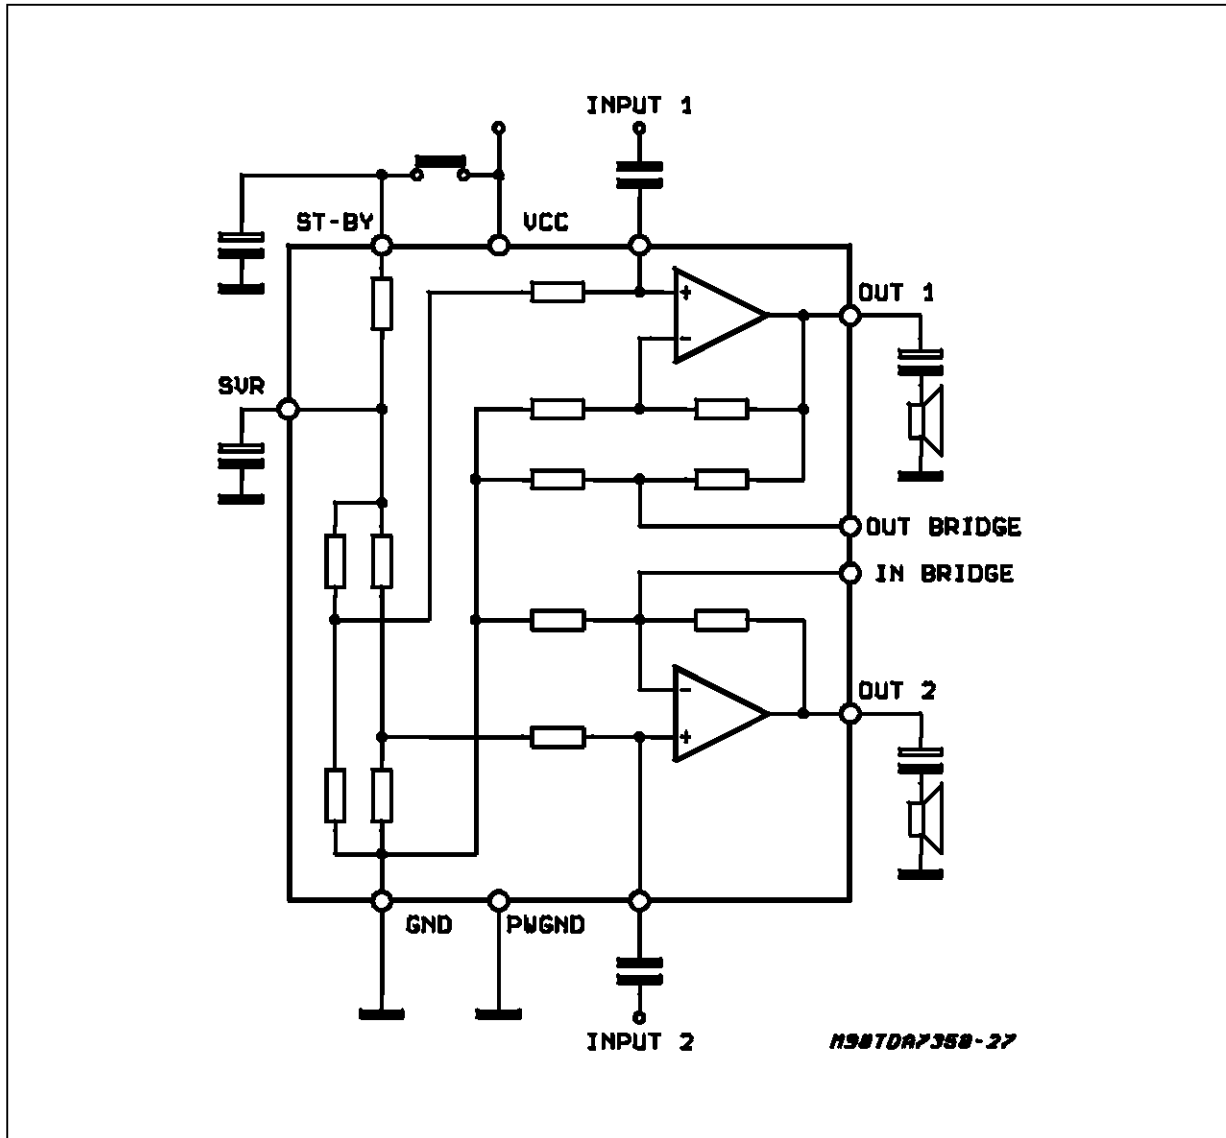 INPUT 1
ST-BY
VCC
OUT 1
+
-
SVR
OUT BRIDGE
IN BRIDGE
OUT 2
-
+
GND
PWGND
INPUT 2
M90TDA7350-27